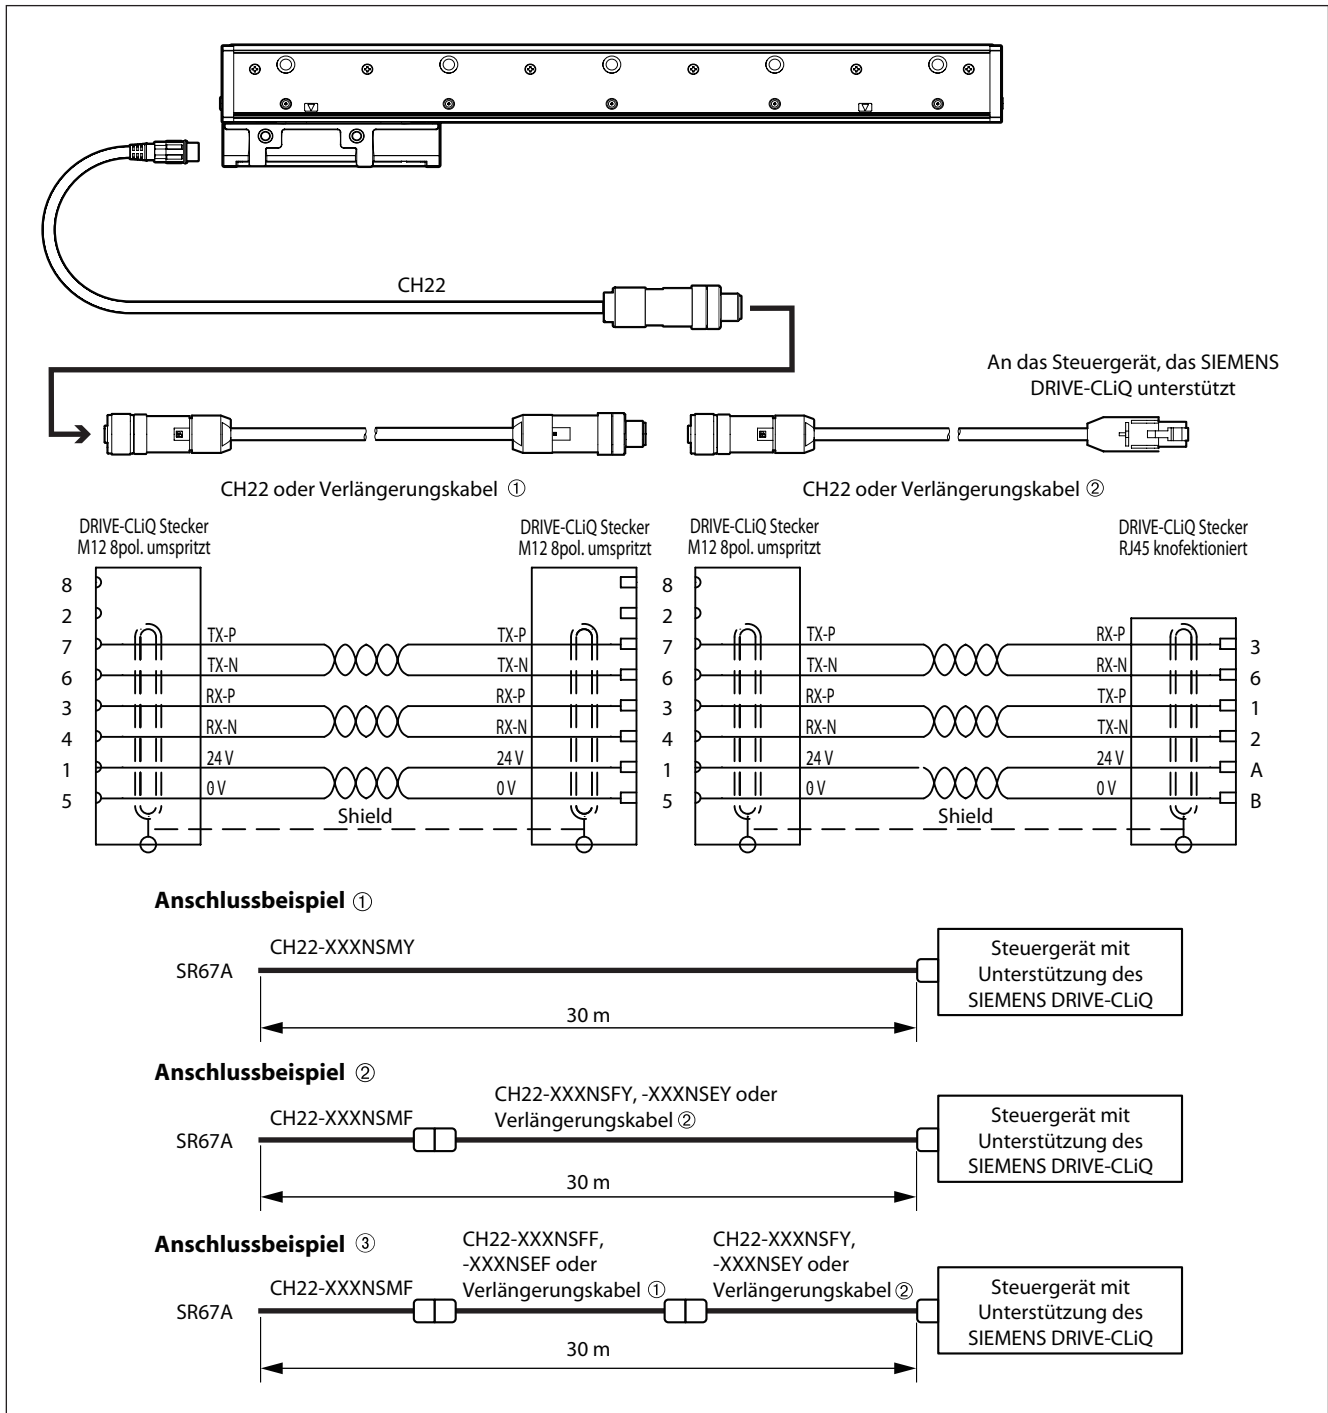 CH22
An das Steuergerät, das SIEMENS
DRIVE-CLiQ unterstützt
CH22 oder Verlängerungskabel ①
CH22 oder Verlängerungskabel ②
DRIVE-CLiQ Stecker
M12 8pol. umspritzt
DRIVE-CLiQ Stecker
M12 8pol. umspritzt
8
2
7 TX-P TX-P
6 TX-N TX-N
3 RX-P RX-P
4 RX-N RX-N
1 24 V 24 V
5 0 V 0 V
Shield
DRIVE-CLiQ Stecker
M12 8pol. umspritzt
DRIVE-CLiQ Stecker
RJ45 knofektioniert
8
2
7 TX-P RX-P 3
6 TX-N RX-N 6
3 RX-P TX-P 1
4 RX-N TX-N 2
1 24 V 24 V A
5 0 V 0 V B
Shield
Anschlussbeispiel ①
CH22-XXXNSMY
SR67A
30 m
Steuergerät mit
Unterstützung des
SIEMENS DRIVE-CLiQ
Anschlussbeispiel ②
CH22-XXXNSMF
CH22-XXXNSFY, -XXXNSEY oder
Verlängerungskabel ②
SR67A
30 m
Steuergerät mit
Unterstützung des
SIEMENS DRIVE-CLiQ
Anschlussbeispiel ③
CH22-XXXNSMF
CH22-XXXNSFF,
-XXXNSEF oder
Verlängerungskabel ①
CH22-XXXNSFY,
-XXXNSEY oder
Verlängerungskabel ②
SR67A
30 m
Steuergerät mit
Unterstützung des
SIEMENS DRIVE-CLiQ